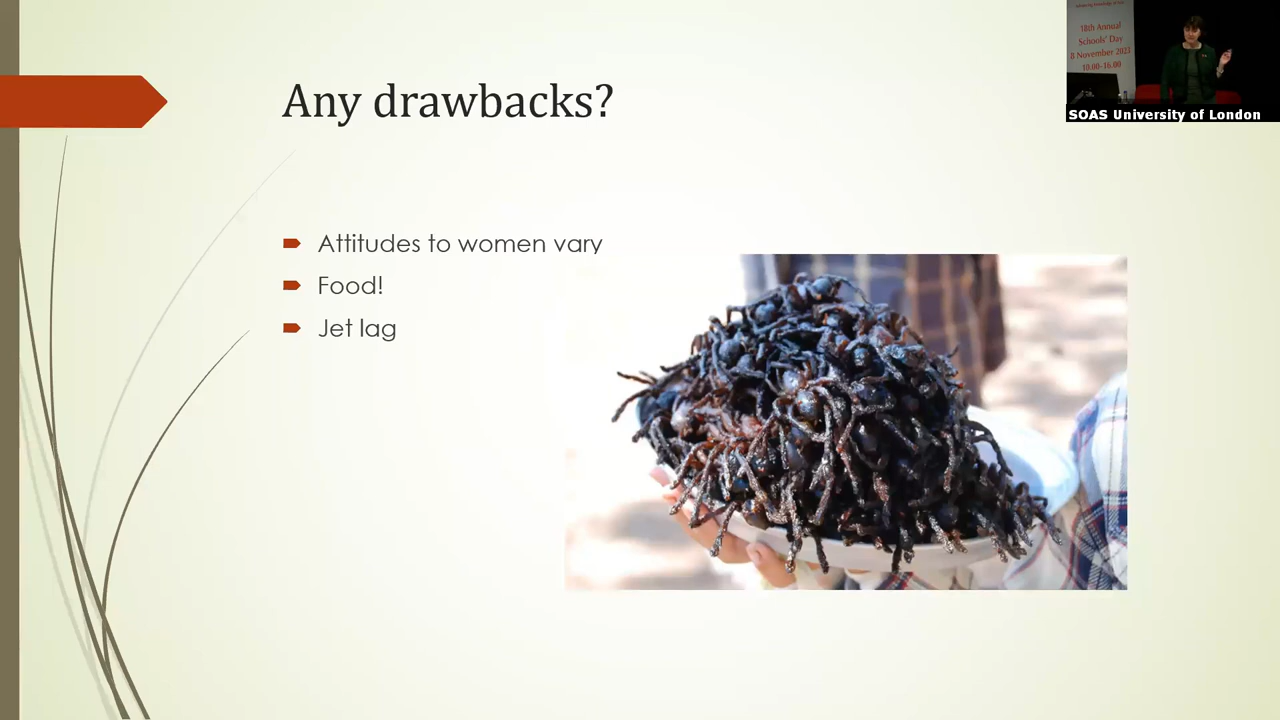 Any drawbacks?
Attitudes to women vary
Food!
Jet lag
18th Annual
Schools' Day
8 November 2023
10.00-16.00
SOAS University of London